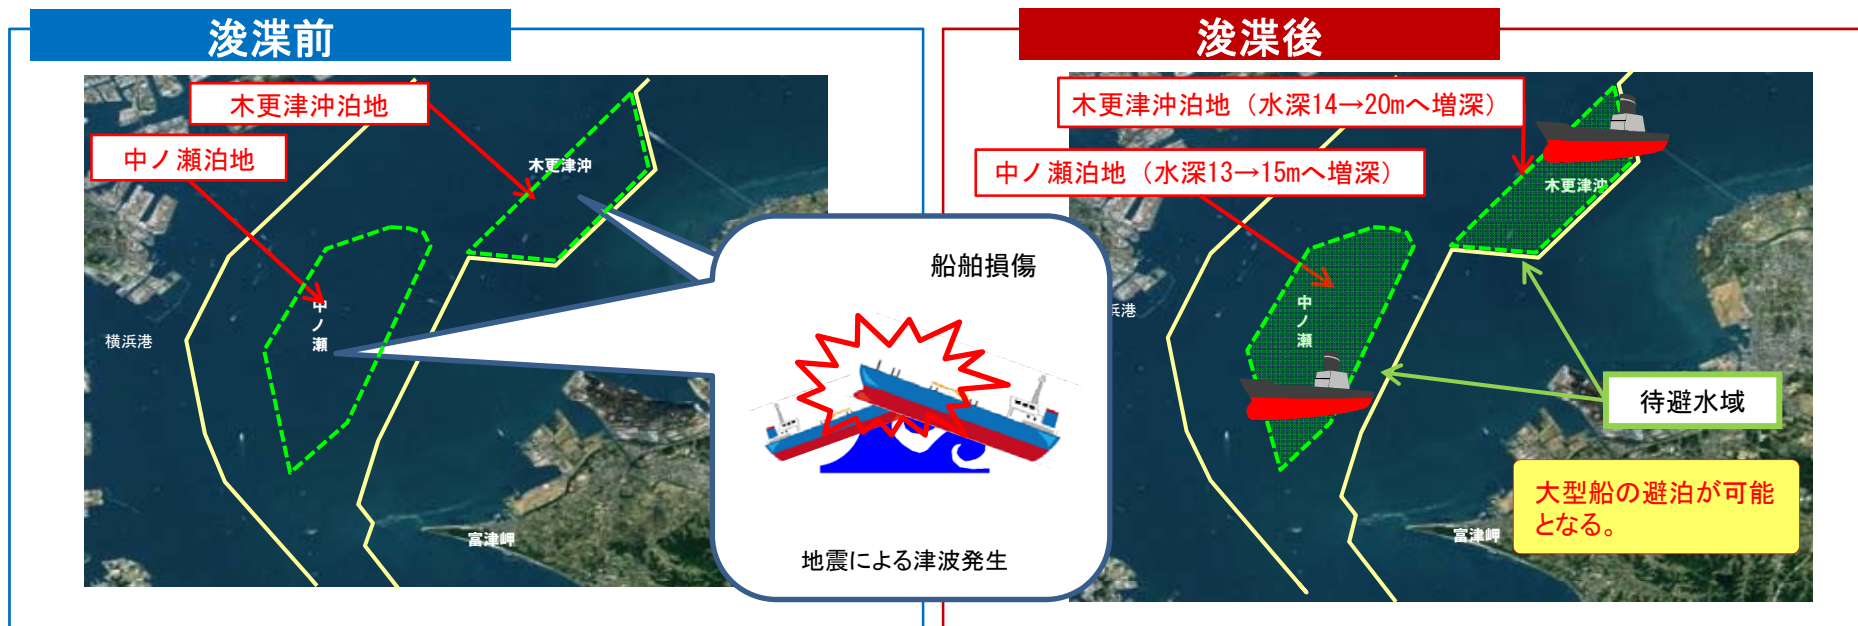 浚渫前
木更津沖泊地
中ノ瀬泊地
木更津沖
中ノ瀬
横浜港
富津岬
船舶損傷
地震による津波発生
浚渫後
木更津沖泊地（水深14→20mへ増深）
中ノ瀬泊地（水深13→15mへ増深）
木更津沖
中ノ瀬
浜港
待避水域
大型船の避泊が可能
となる。
富津岬